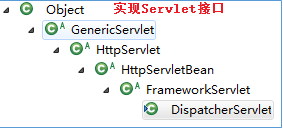 Object 实现Servlet接口
GenericServlet
HttpServlet
HttpServletBean
FrameworkServlet
DispatcherServlet